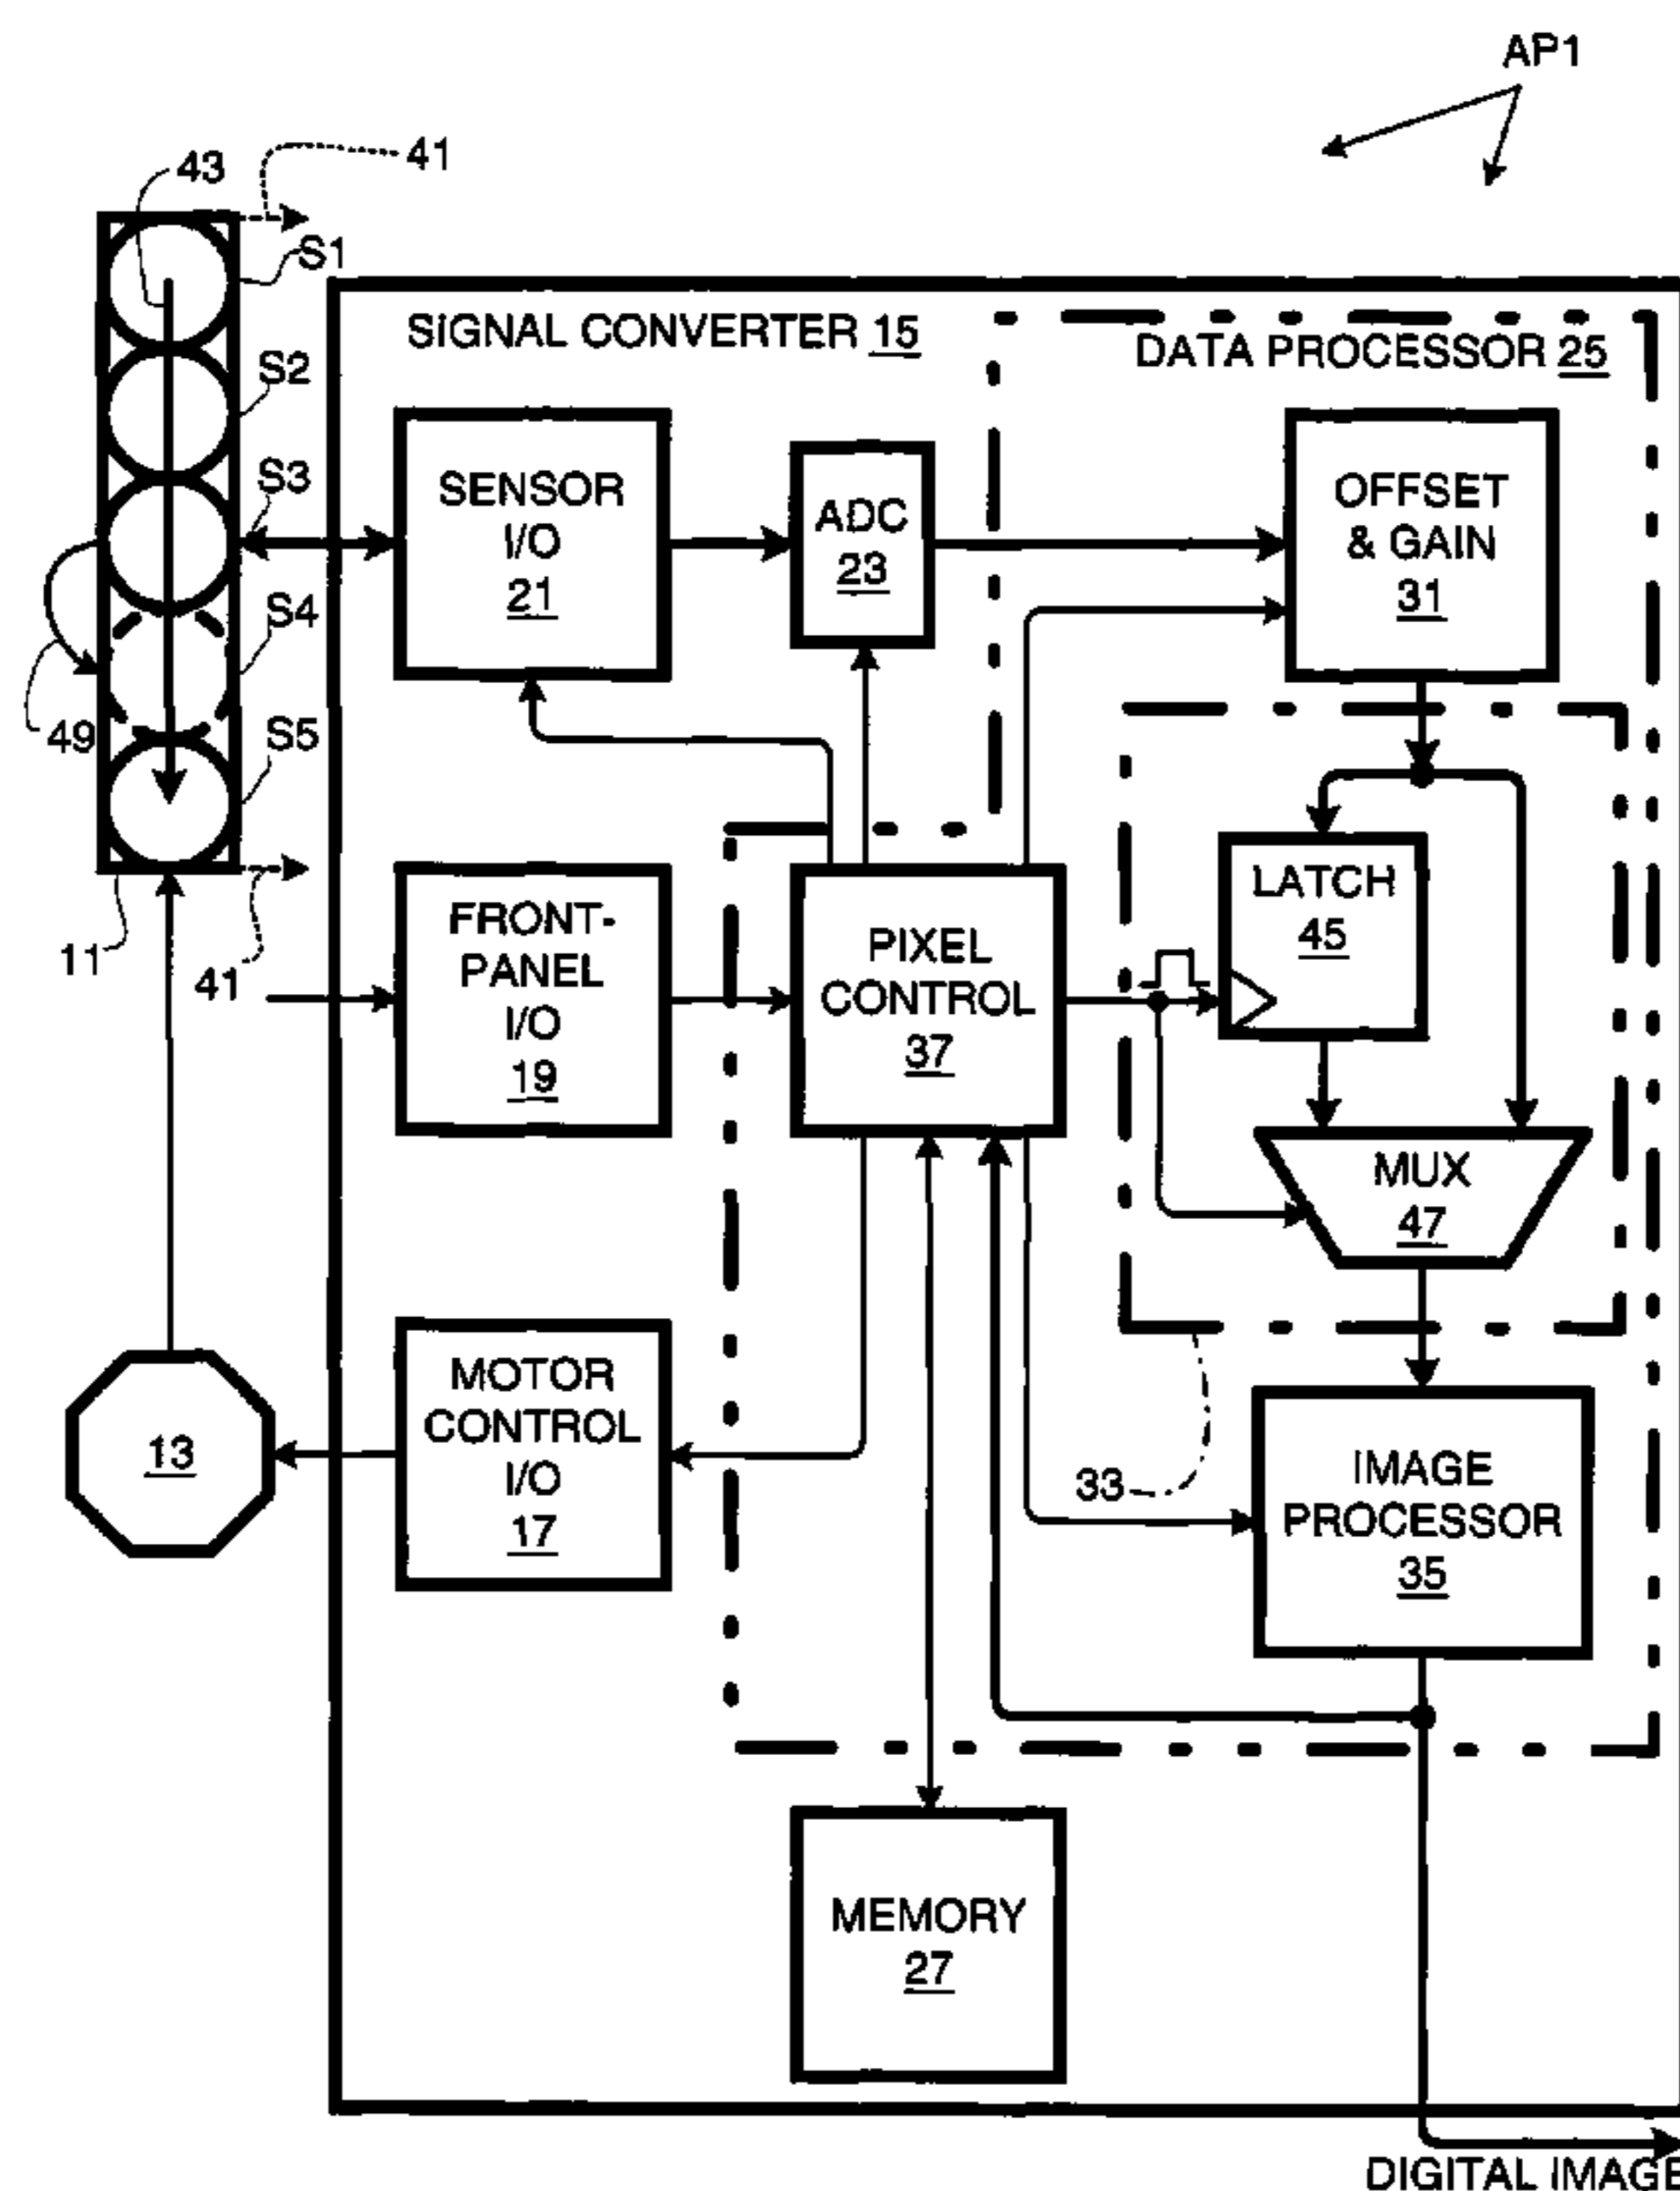 AP1
43
41
S1
SIGNAL CONVERTER 15
DATA PROCESSOR 25
S2
S3
SENSOR
I/O
21
ADC
23
OFFSET
& GAIN
31
S4
49
S5
LATCH
45
FRONT-
PANEL
I/O
19
PIXEL
CONTROL
37
11
41
MUX
47
MOTOR
CONTROL
I/O
17
13
33
IMAGE
PROCESSOR
35
MEMORY
27
DIGITAL IMAGE